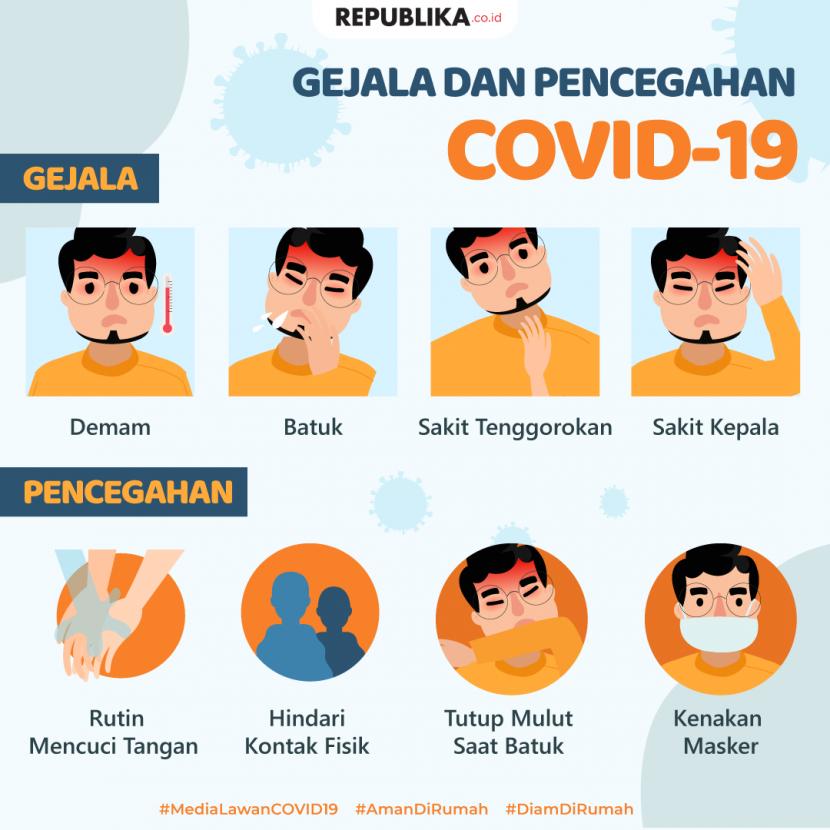 REPUBLIKA.co.id
GEJALA DAN PENCEGAHAN
COVID-19
GEJALA
Demam
Batuk
Sakit Tenggorokan
Sakit Kepala
PENCEGAHAN
Rutin
Mencuci Tangan
Hindari
Kontak Fisik
Tutup Mulut
Saat Batuk
Kenakan
Masker
#MediaLawanCOVID19 #AmanDiRumah #DiamDiRumah